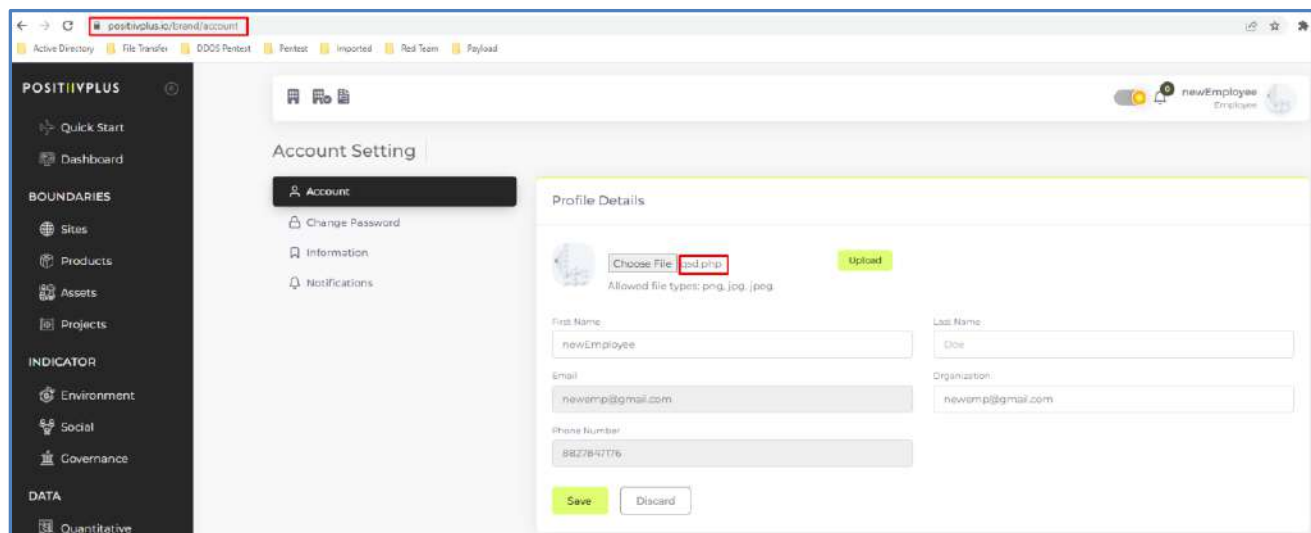 positivplus.io/brand/account
Active Directory File Transfer DDOS Pentest Pentest Imported Red Team Payload
POSITIIVPLUS
newEmployee
Employee
0
Quick Start
Dashboard
Account Setting
BOUNDARIES
Account
Profile Details
Change Password
Sites
Information
Products
Choose File qsd.php
Upload
Notifications
Allowed file types: png, jpg, jpeg.
Assets
Projects
First Name
Last Name
newEmployee
Doe
INDICATOR
Email
Organization
Environment
newemp@gmail.com
newemp@gmail.com
Social
Phone Number
Governance
8827847176
DATA
Save
Discard
Quantitative